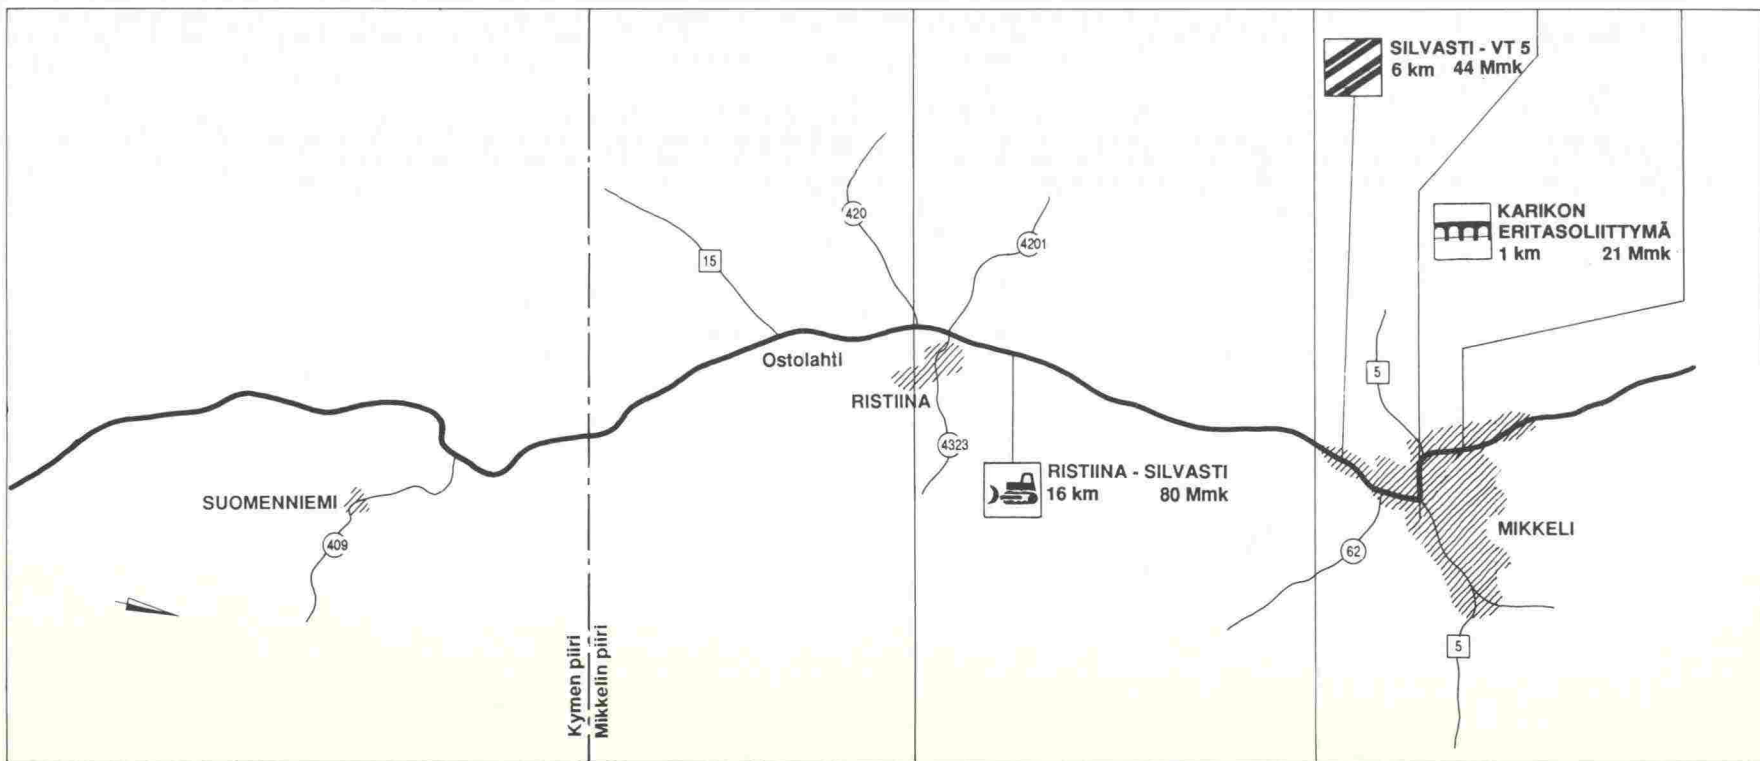 SILVASTI - VT 5
6 km 44 Mmk
KARIKON
ERITASOLIITTYMÄ
1 km 21 Mmk
420
4201
15
5
Ostolahti
RISTIINA
4323
RISTIINA - SILVASTI
16 km 80 Mmk
SUOMENNIEMI
409
62
MIKKELI
5
Kymen piiri
Mikkelin piiri